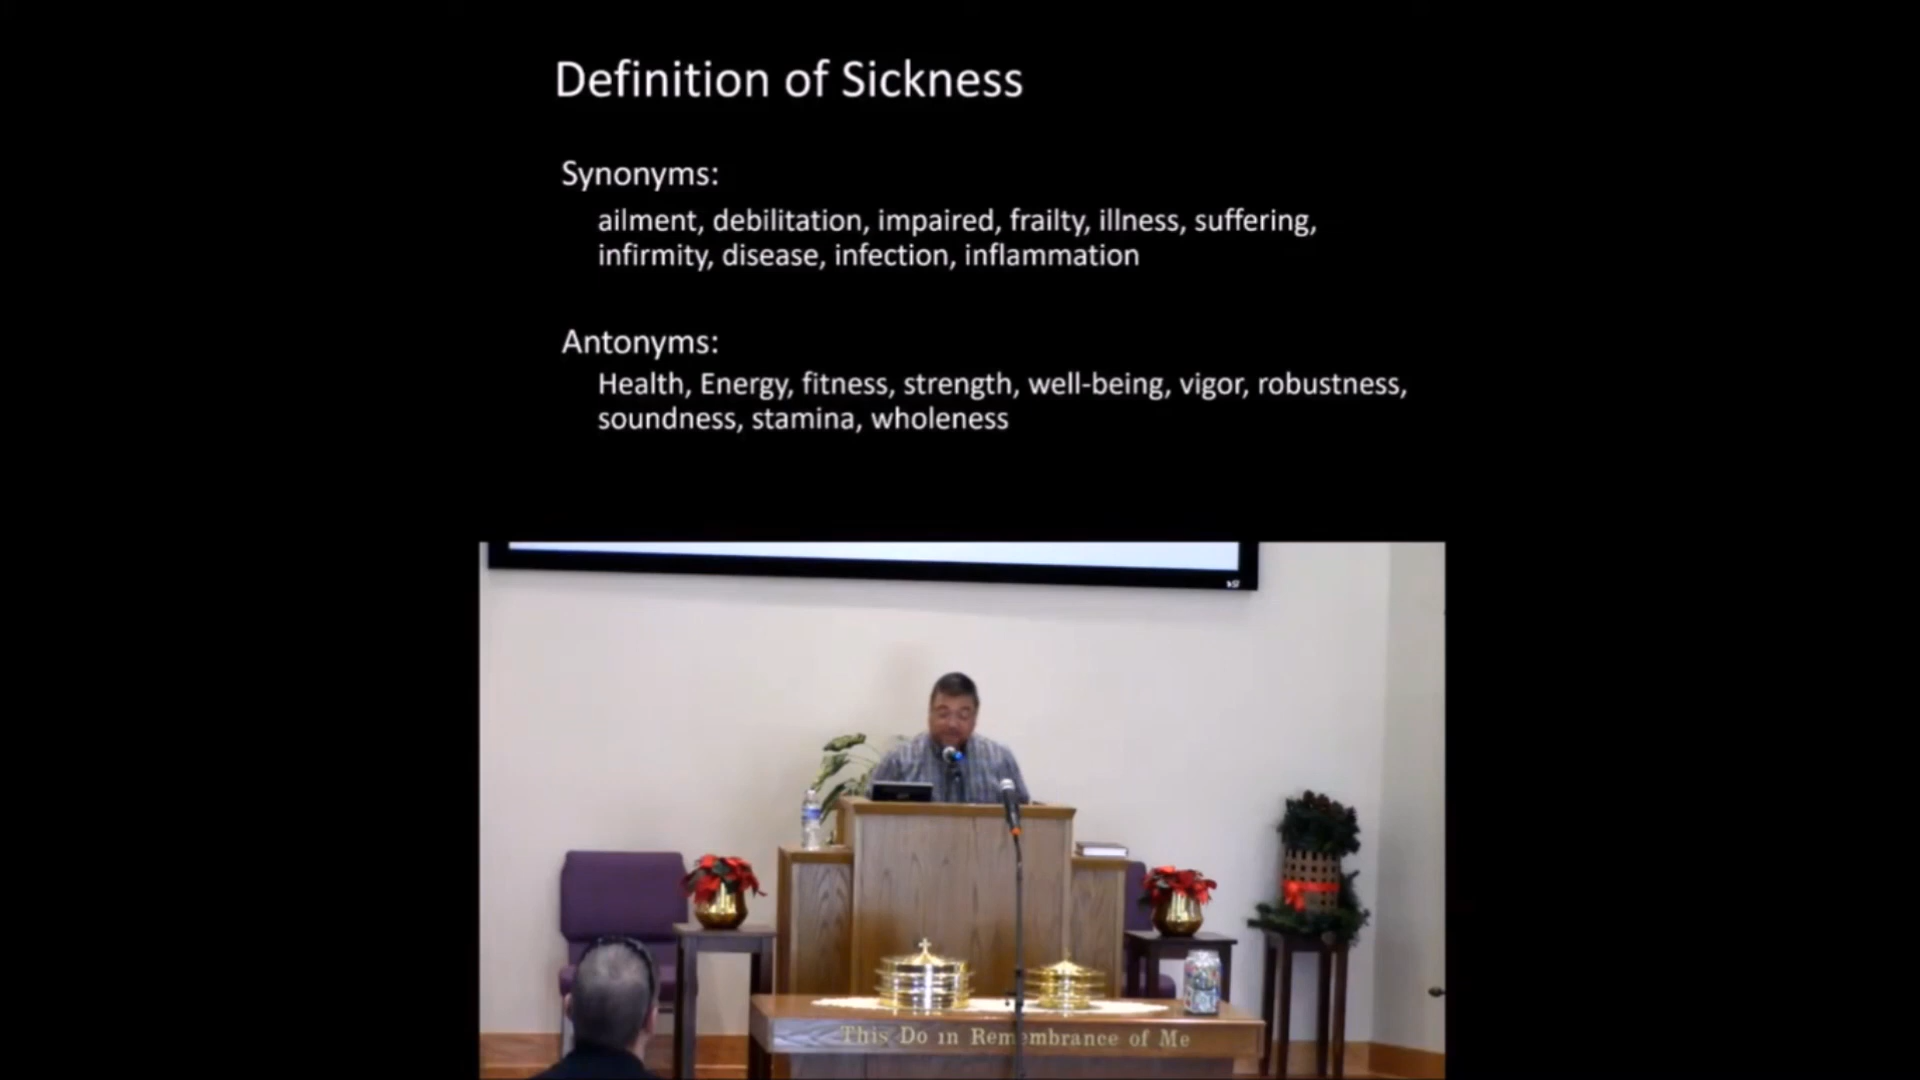 Definition of Sickness
Synonyms:
ailment, debilitation, impaired, frailty, illness, suffering,
infirmity, disease, infection, inflammation
Antonyms:
Health, Energy, fitness, strength, well-being, vigor, robustness,
soundness, stamina, wholeness
This Do in Remembrance of Me